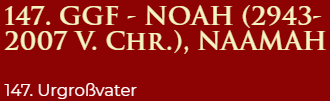 147. GGF - NOAH (2943-
2007 V. CHR.), NAAMAH
147. Urgroßvater